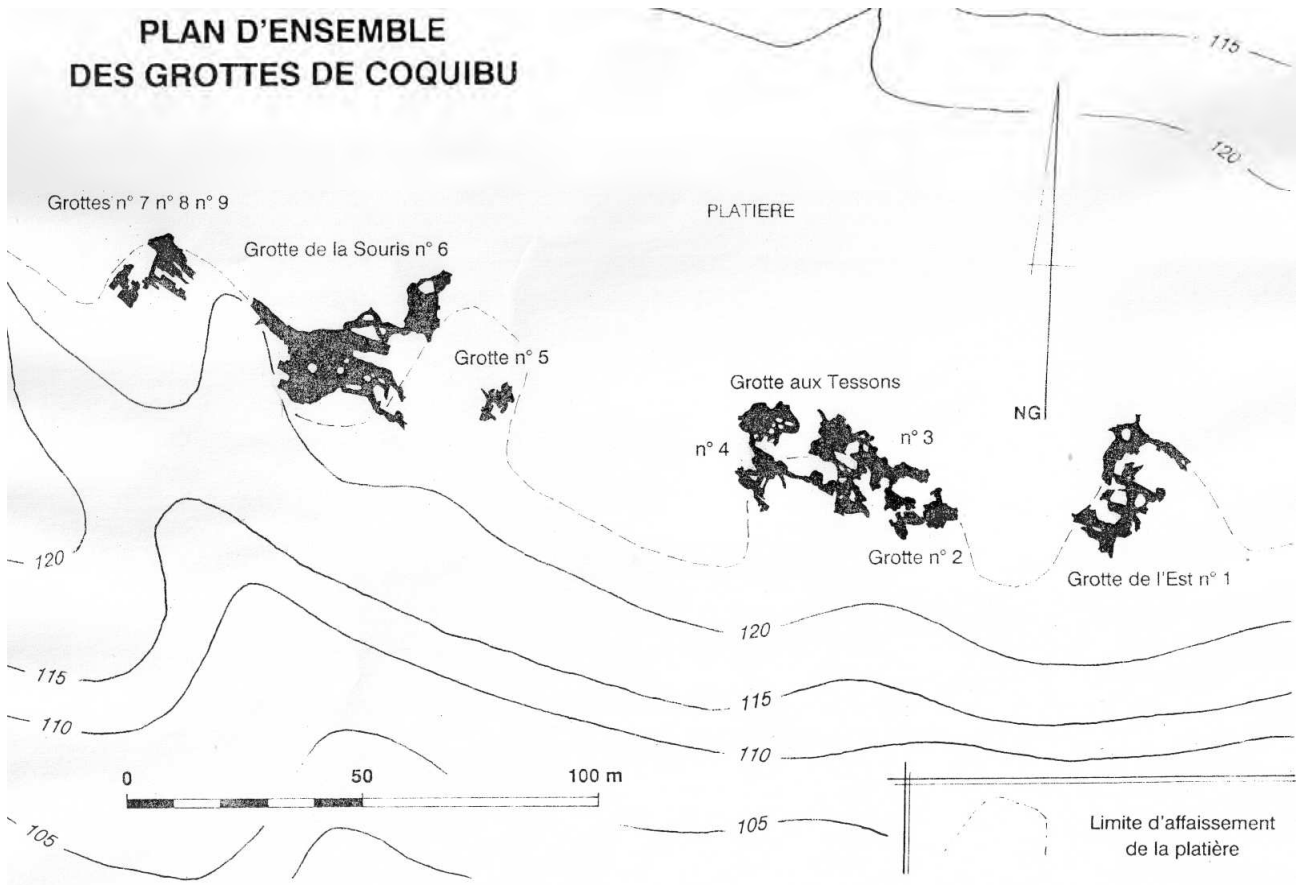 PLAN D'ENSEMBLE
DES GROTTES DE COQUIBU
115
120
Grottes n° 7 n° 8 n° 9
PLATIERE
Grotte de la Souris n° 6
Grotte n° 5
Grotte aux Tessons
NG
n° 4
n° 3
120
Grotte n° 2
Grotte de l'Est n° 1
120
115
115
110
110
0 50 100 m
105
105
Limite d'affaissement
de la platière